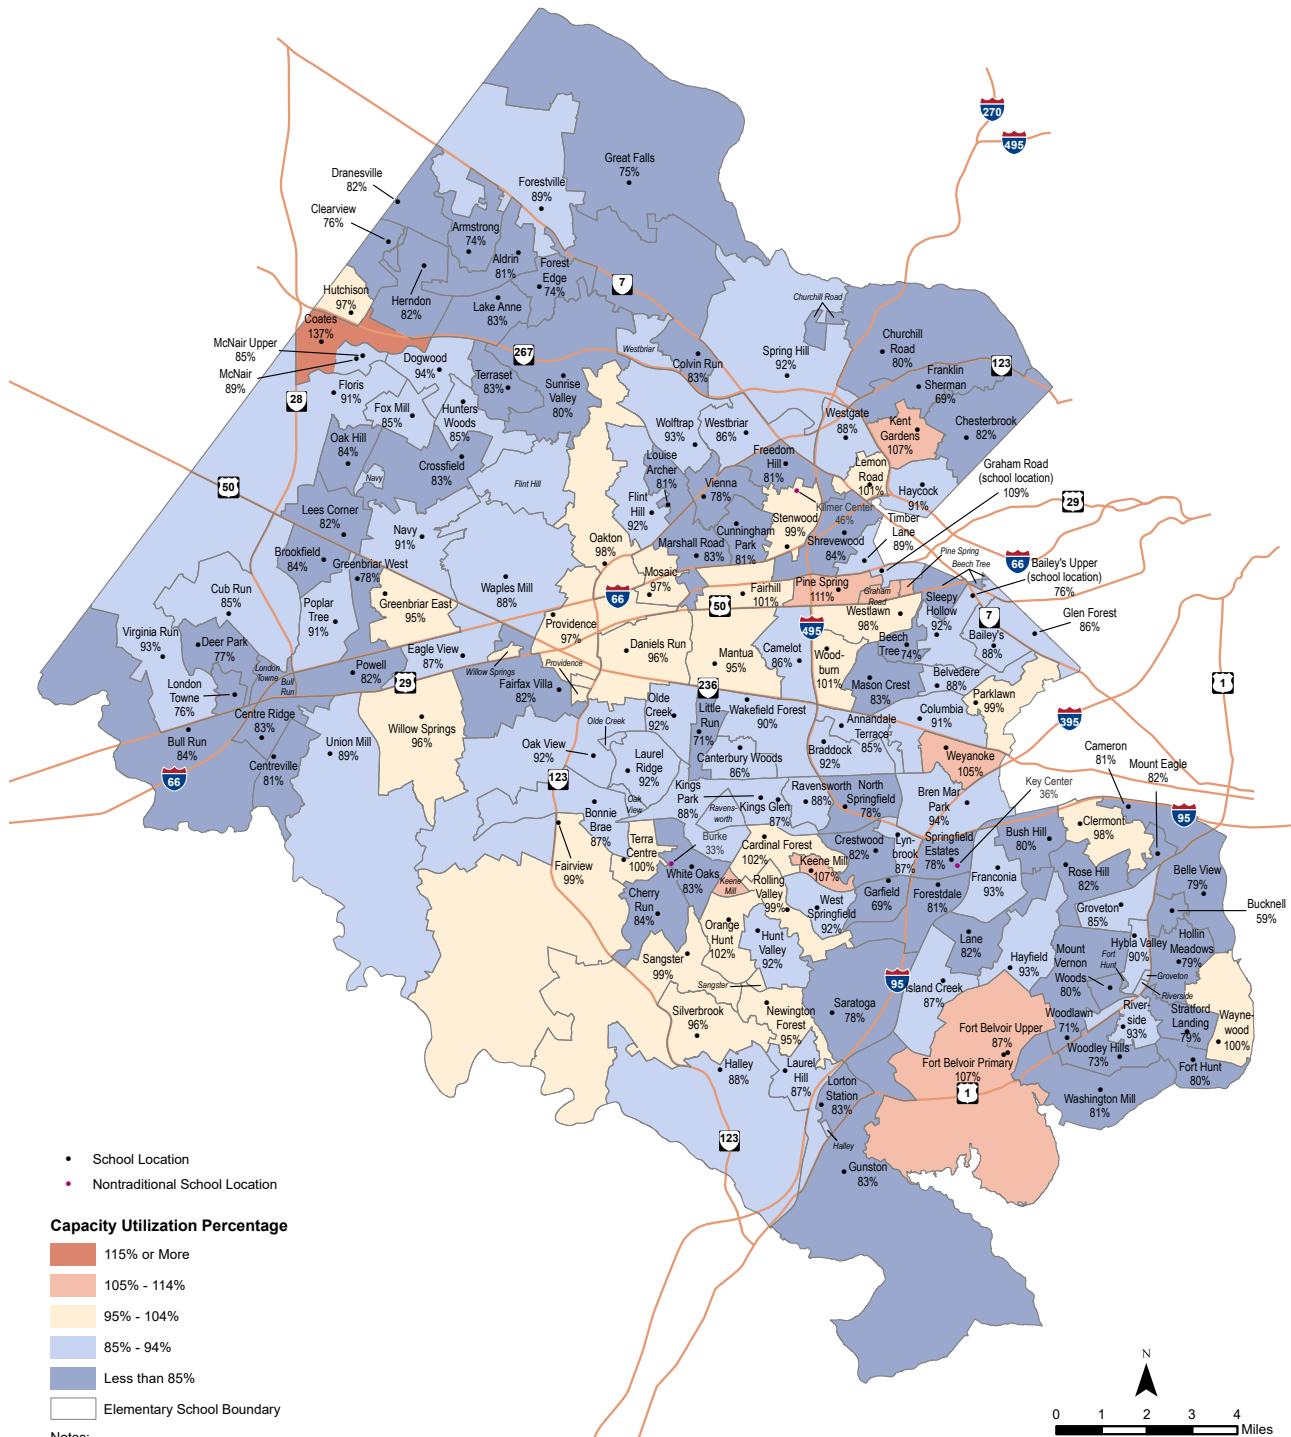 270
495
Great Falls
75%
Dranesville
82%
Forestville
89%
Clearview
76%
Armstrong
74%
Aldrin
81%
Forest
Edge
74%
7
Hutchison
97%
Herndon
82%
Lake Anne
83%
Churchill Road
Coates
137%
McNair Upper
85%
McNair
89%
Dogwood
94%
267
Westbriar
Colvin Run
83%
Spring Hill
92%
Churchill
Road
80%
Franklin
Sherman
69%
123
28
Floris
91%
Fox Mill
85%
Hunters
Woods
85%
Terraset
83%
Sunrise
Valley
80%
Wolftrap
93%
Westbriar
86%
Westgate
88%
Kent
Gardens
107%
Chesterbrook
82%
Oak Hill
84%
Crossfield
83%
Navy
Flint Hill
Louise
Archer
81%
Freedom
Hill
81%
Lemon
Road
101%
Graham Road
(school location)
109%
50
Flint
Hill
92%
Vienna
78%
Haycock
91%
29
Lees Corner
82%
Navy
91%
Kilmer Center
46%
Stenwood
99%
Timber
Lane
89%
Oakton
98%
Marshall Road
83%
Cunningham
Park
81%
Shrevewood
84%
Pine Spring
Beech Tree
66
Bailey's Upper
(school location)
76%
Brookfield
84%
Greenbriar West
78%
Waples Mill
88%
Mosaic
97%
Fairhill
101%
Pine Spring
111%
Graham
Road
Sleepy
Hollow
92%
Cub Run
85%
Poplar
Tree
91%
Greenbriar East
95%
66
50
495
Westlawn
98%
7
Glen Forest
86%
Virginia Run
93%
Deer Park
77%
Providence
97%
Daniels Run
96%
Mantua
95%
Camelot
86%
Wood-
burn
101%
Beech
Tree 74%
Bailey's
88%
Eagle View
87%
Powell
82%
London
Towne
Bull
Run
Willow Springs
Providence
29
London
Towne
76%
Fairfax Villa
82%
236
Mason Crest
83%
Belvedere
88%
Parklawn
99%
1
Centre Ridge
83%
Willow Springs
96%
Olde
Creek
92%
Olde Creek
Little
Run
71%
Wakefield Forest
90%
Annandale
Terrace
85%
Columbia
91%
395
Bull Run
84%
66
Centreville
81%
Union Mill
89%
Oak View
92%
Laurel
Ridge
92%
Canterbury Woods
86%
Braddock
92%
Weyanoke
105%
Cameron
81%
Mount Eagle
82%
123
Oak
View
Kings
Park
88%
Ravens-
worth
Kings Glen
87%
Ravensworth
88%
North
Springfield
78%
Bren Mar
Park
94%
Key Center
36%
Bonnie
Brae
87%
Burke
33%
95
Terra
Centre
100%
Cardinal Forest
102%
Crestwood
82%
Lyn-
brook
87%
Springfield
Estates
78%
Bush Hill
80%
Clermont
98%
Fairview
99%
White Oaks
83%
Keene
Mill
Keene Mill
107%
Franconia
93%
Rose Hill
82%
Belle View
79%
Cherry
Run
84%
Rolling
Valley
99%
West
Springfield
92%
Garfield
69%
Forestdale
81%
Bucknell
59%
Orange
Hunt
102%
Hunt
Valley
92%
Lane
82%
Groveton
85%
Hybla Valley
90%
Hollin
Meadows
79%
Sangster
99%
Sangster
95
Hayfield
93%
Mount
Vernon
Woods
80%
Fort
Hunt
Groveton
Riverside
Island Creek
87%
Silverbrook
96%
Newington
Forest
95%
Saratoga
78%
Fort Belvoir Upper
87%
Woodlawn
71%
River-
side
93%
Stratford
Landing
79%
Wayne-
wood
100%
Halley
88%
Laurel
Hill
87%
Fort Belvoir Primary
107%
Woodley Hills
73%
Fort Hunt
80%
Lorton
Station
83%
1
Washington Mill
81%
123
Halley
Gunston
83%
School Location
Nontraditional School Location
Capacity Utilization Percentage
115% or More
105% - 114%
95% - 104%
85% - 94%
Less than 85%
Elementary School Boundary
N
0 1 2 3 4
Miles